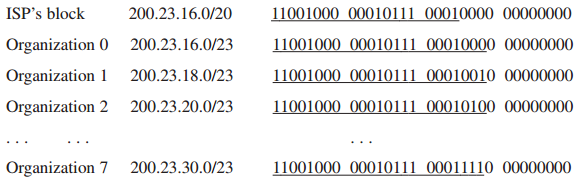 ISP's block 200.23.16.0/20 11001000 00010111 00010000 00000000
Organization 0 200.23.16.0/23 11001000 00010111 00010000 00000000
Organization 1 200.23.18.0/23 11001000 00010111 00010010 00000000
Organization 2 200.23.20.0/23 11001000 00010111 00010100 00000000
. . . . . . . . .
Organization 7 200.23.30.0/23 11001000 00010111 00011110 00000000